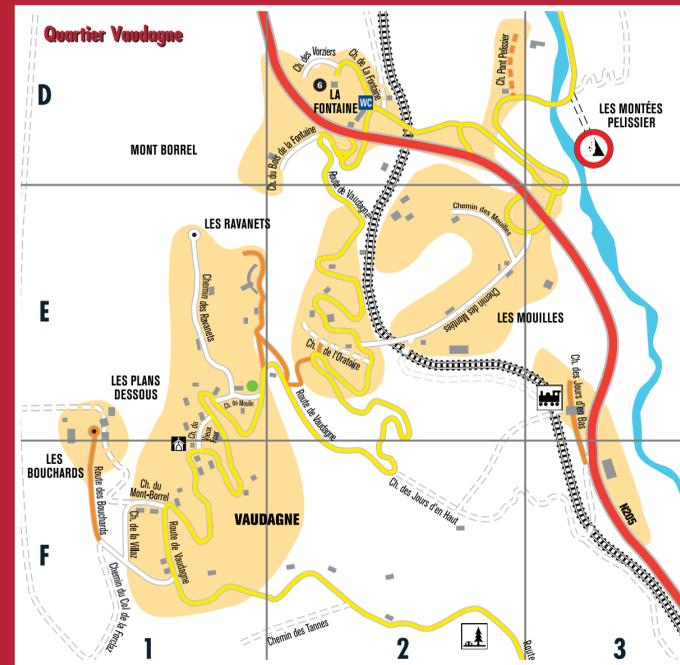 Quartier Vaudagne
Ch. des Vorziers
Ch. de La Fontaine
Ch. Pont Pelissier
D
6
LA
FONTAINE
WC
LES MONTÉES
PELISSIER
MONT BORREL
Ch. du Bois de la Fontaine
Route de Vaudagne
Chemin des Mouilles
LES RAVANETS
Chemin des Ravanets
E
Chemin des Montées
LES MOUILLES
Ch. de l'Oratoire
Ch. des Jours d'en Bas
LES PLANS
DESSOUS
Ch. du Moulin
Route de Vaudagne
Ch. du
Vieux
Four
LES
BOUCHARDS
Route des Bouchards
Ch. du
Mont-Borrel
Ch. de la Villaz
Ch. des Jours d'en Haut
VAUDAGNE
N205
Route de Vaudagne
F
Chemin du Col de la Forclaz
Chemin des Tannes
Route
1
2
3